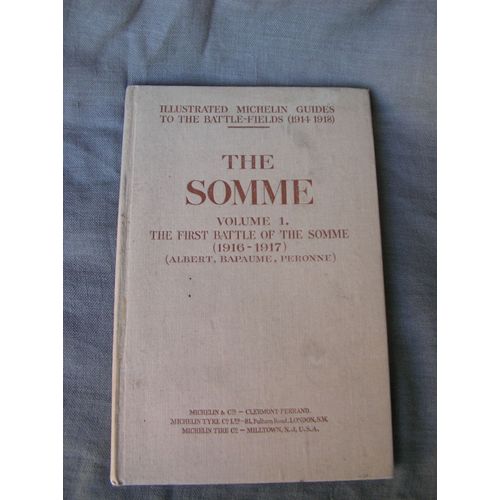 ILLUSTRATED MICHELIN GUIDES
TO THE BATTLE-FIELDS (1914 1918)
THE
SOMME
VOLUME 1.
THE FIRST BATTLE OF THE SOMME
(1916-1917)
(ALBERT, BAPAUME, PERONNE)
MICHELIN & Cie - CLERMONT-FERRAND.
MICHELIN TYRE Co Ltd - 81, Fulham Road, LONDON, S.W.
MICHELIN TIRE Co - MILLTOWN, N.J., U.S.A.